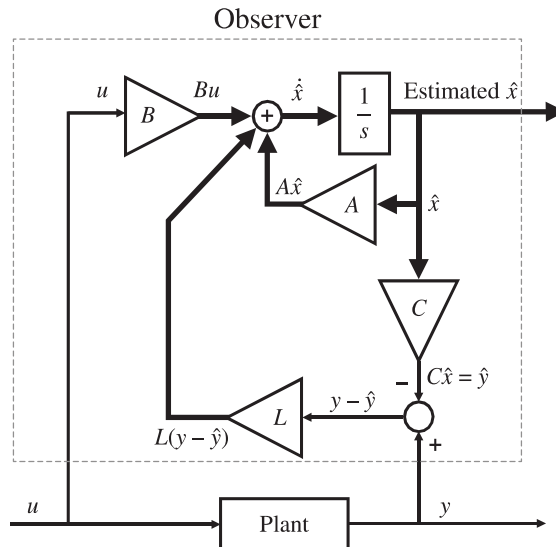 Observer
u
B
Bu
+
ẋ̂
1
s
Estimated x̂
Ax̂
A
x̂
C
−
Cx̂ = ŷ
y − ŷ
L
L(y − ŷ)
+
u
Plant
y